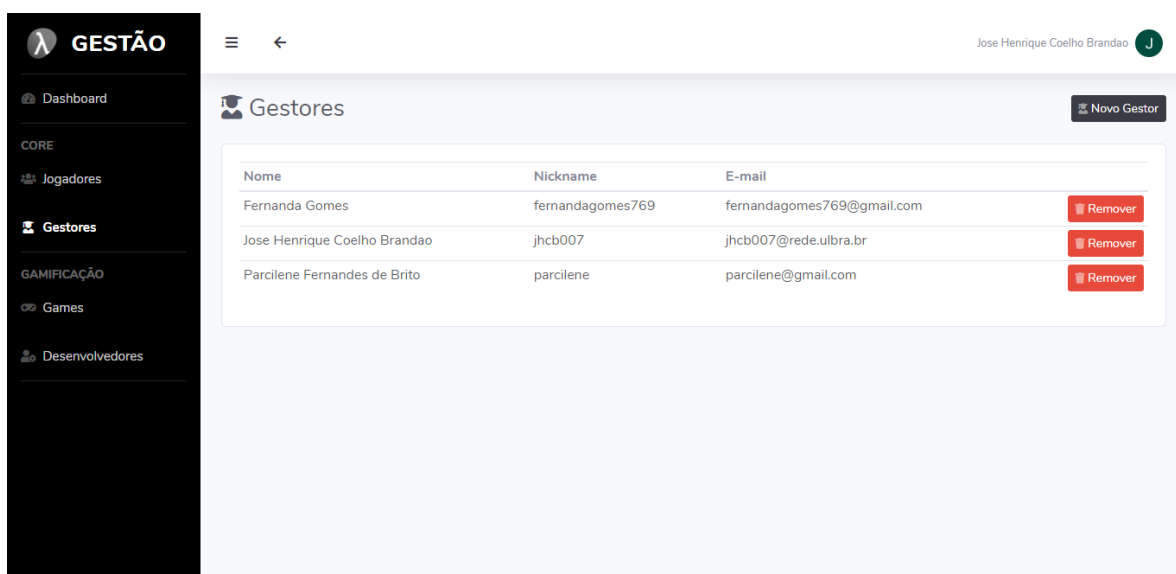 λ GESTÃO
Jose Henrique Coelho Brandao J
Dashboard
CORE
Jogadores
Gestores
GAMIFICAÇÃO
Games
Desenvolvedores
Gestores
Novo Gestor
Nome Nickname E-mail
Fernanda Gomes fernandagomes769 fernandagomes769@gmail.com Remover
Jose Henrique Coelho Brandao jhcb007 jhcb007@rede.ulbra.br Remover
Parcilene Fernandes de Brito parcilene parcilene@gmail.com Remover